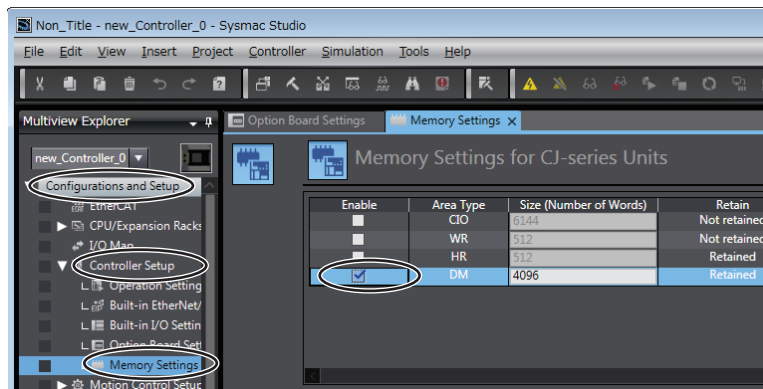 Non_Title - new_Controller_0 - Sysmac Studio
File Edit View Insert Project Controller Simulation Tools Help
Multiview Explorer
Option Board Settings Memory Settings
new_Controller_0
Memory Settings for CJ-series Units
Configurations and Setup
EtherCAT
CPU/Expansion Racks
I/O Map
Controller Setup
Operation Setting
Built-in EtherNet/
Built-in I/O Settin
Option Board Sett
Memory Settings
Motion Control Setup
Enable Area Type Size (Number of Words) Retain
CIO 6144 Not retained
WR 512 Not retained
HR 512 Retained
DM 4096 Retained